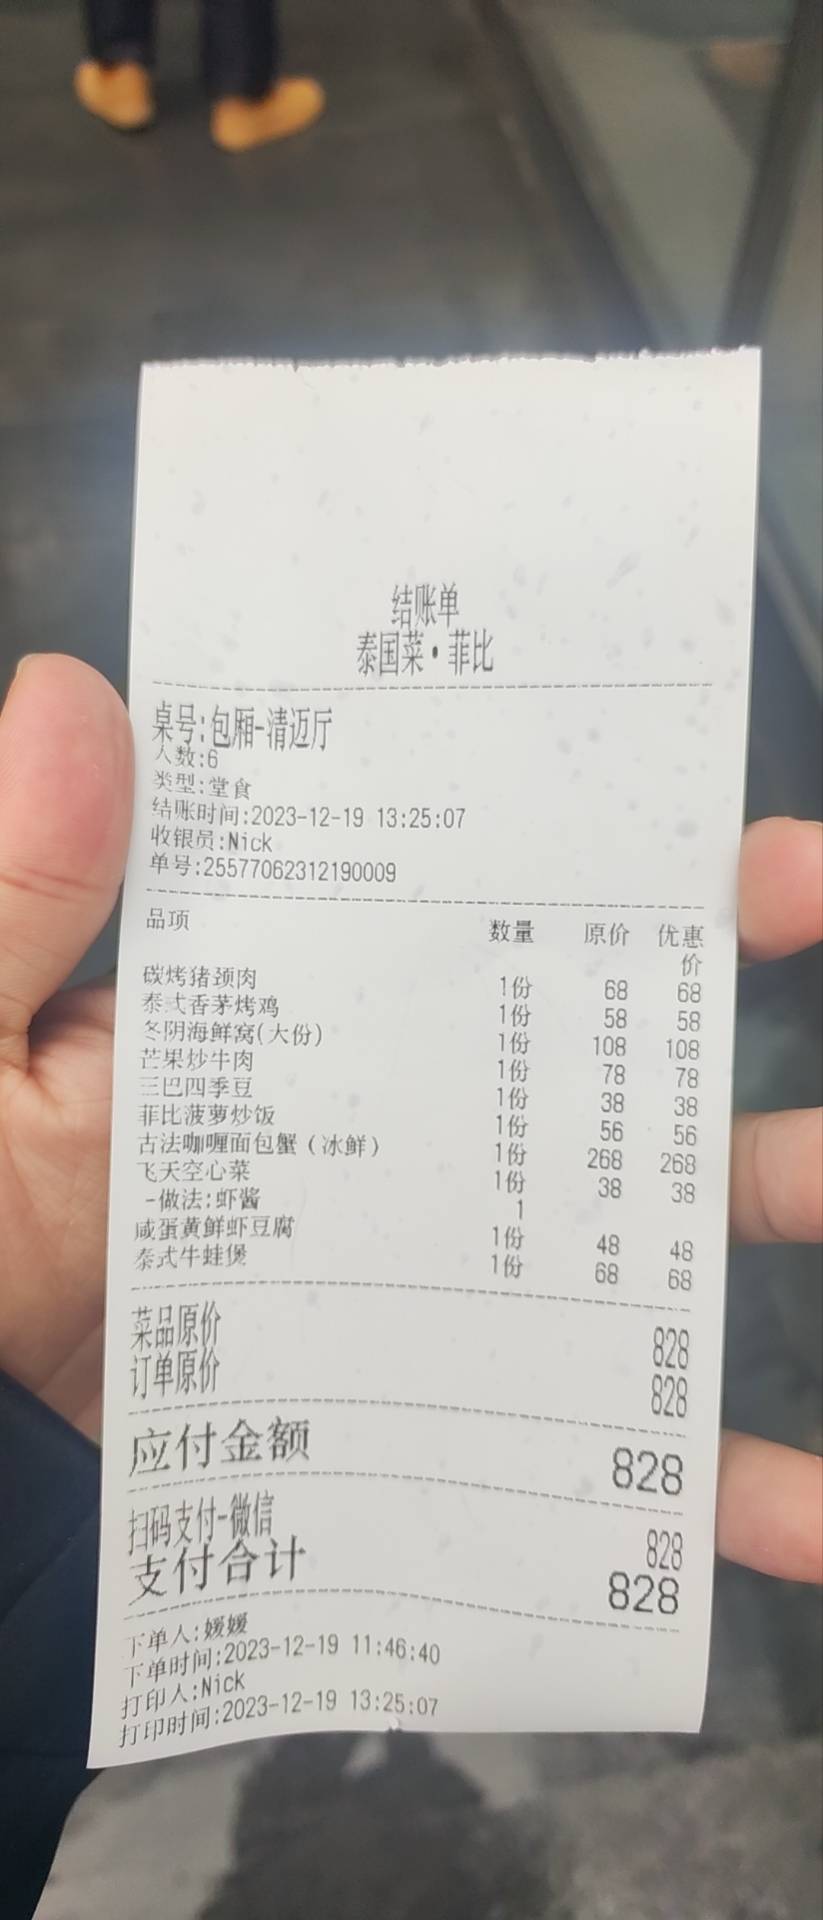 结账单
泰国菜·菲比
桌号:包厢-清迈厅
人数:6
类型:堂食
结账时间:2023-12-19 13:25:07
收银员:Nick
单号:25577062312190009
品项 数量 原价 优惠价
碳烤猪颈肉 1份 68 68
泰式香茅烤鸡 1份 58 58
冬阴海鲜窝(大份) 1份 108 108
芒果炒牛肉 1份 78 78
三巴四季豆 1份 38 38
菲比菠萝炒饭 1份 56 56
古法咖喱面包蟹(冰鲜) 1份 268 268
飞天空心菜 1份 38 38
-做法:虾酱 1
咸蛋黄鲜虾豆腐 1份 48 48
泰式牛蛙煲 1份 68 68
菜品原价 828
订单原价 828
应付金额 828
扫码支付-微信 828
支付合计 828
下单人:媛媛
下单时间:2023-12-19 11:46:40
打印人:Nick
打印时间:2023-12-19 13:25:07